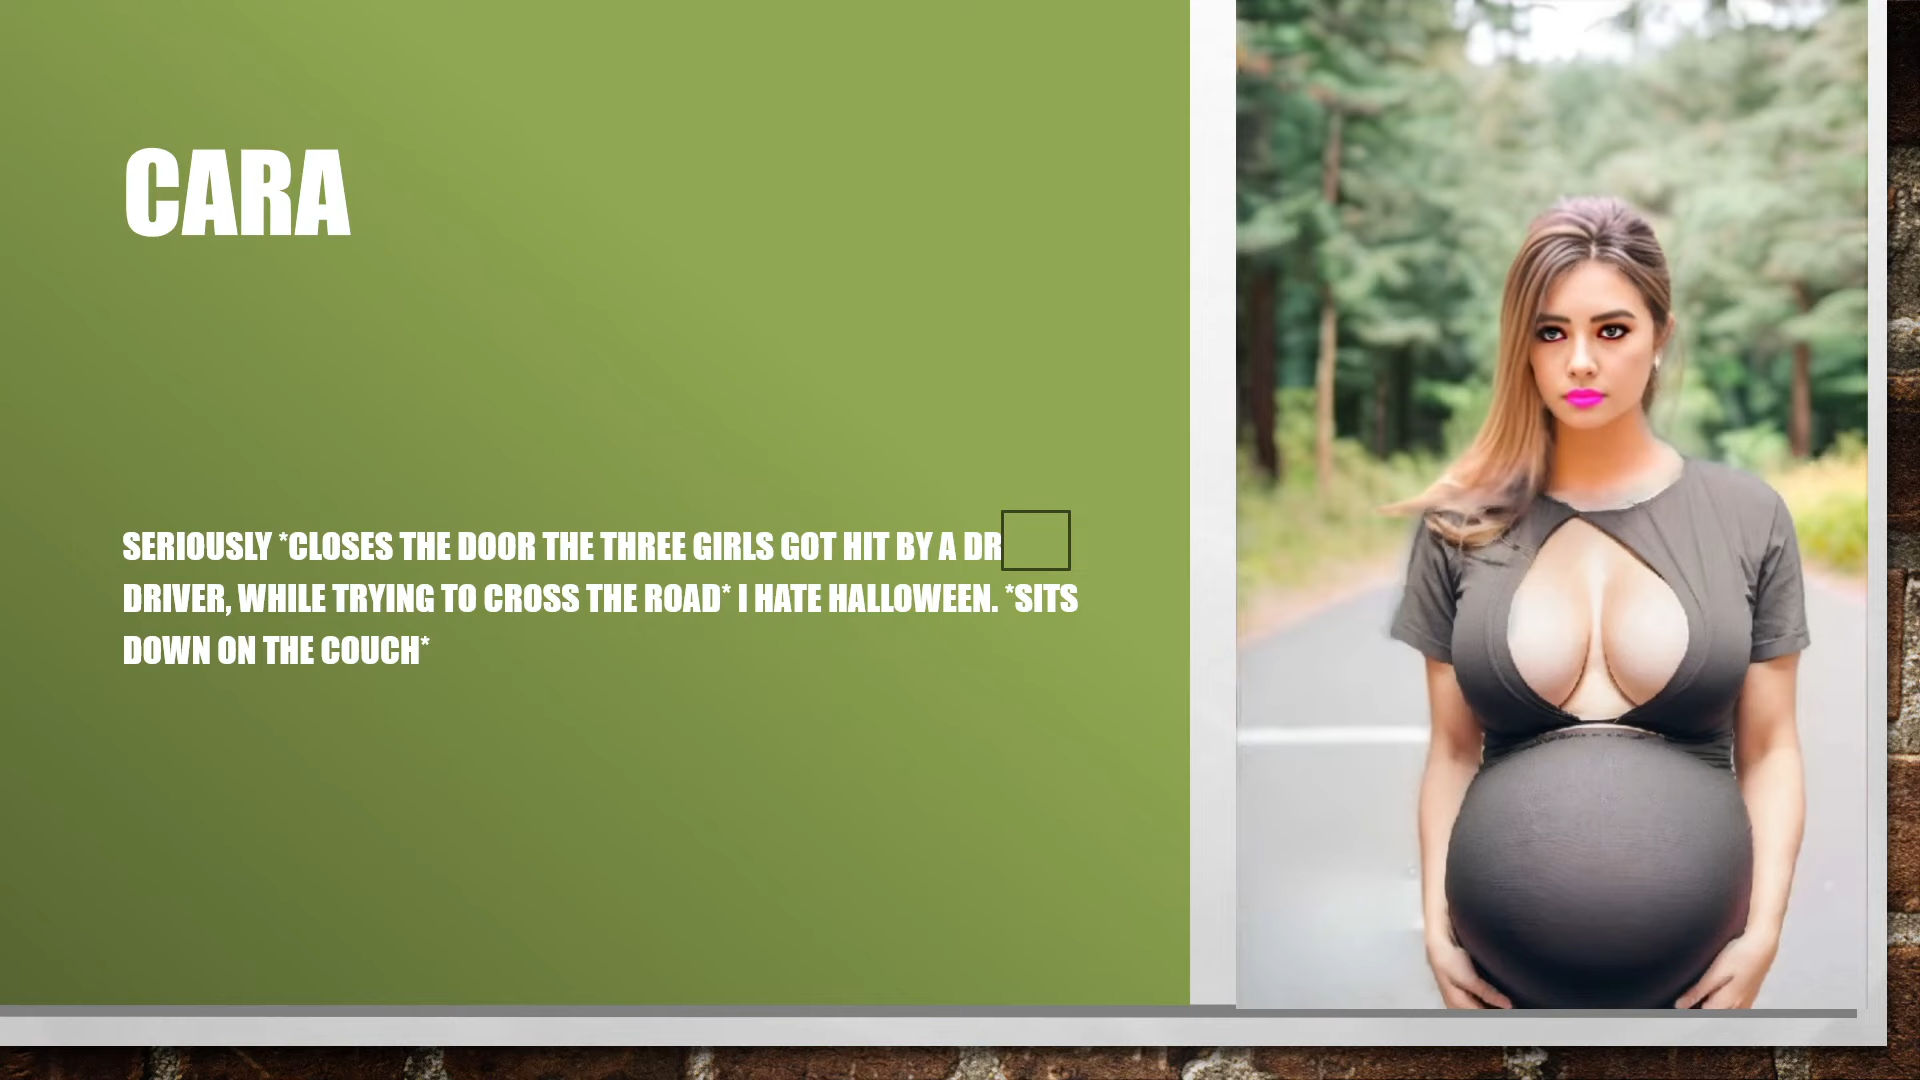 CARA
SERIOUSLY *CLOSES THE DOOR THE THREE GIRLS GOT HIT BY A
DRIVER, WHILE TRYING TO CROSS THE ROAD* I HATE HALLOWEEN. *SITS
DOWN ON THE COUCH*